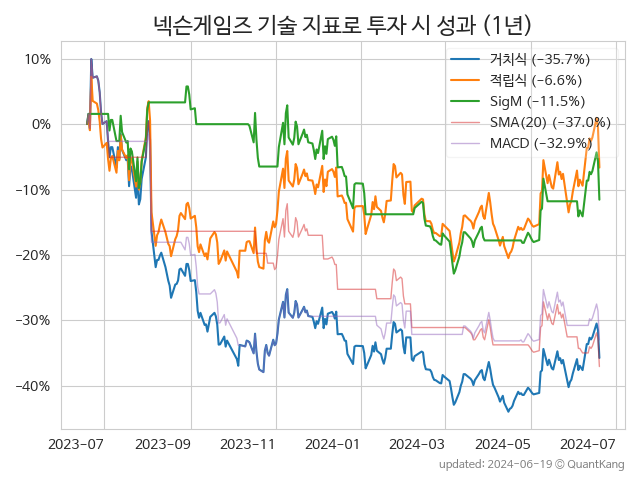 넥슨게임즈 기술 지표로 투자 시 성과 (1년)
거치식 (−35.7%)
적립식 (−6.6%)
SigM (−11.5%)
SMA(20) (−37.0%)
MACD (−32.9%)
10%
0%
−10%
−20%
−30%
−40%
2023-07 2023-09 2023-11 2024-01 2024-03 2024-05 2024-07
updated: 2024-06-19 ⓒ QuantKang